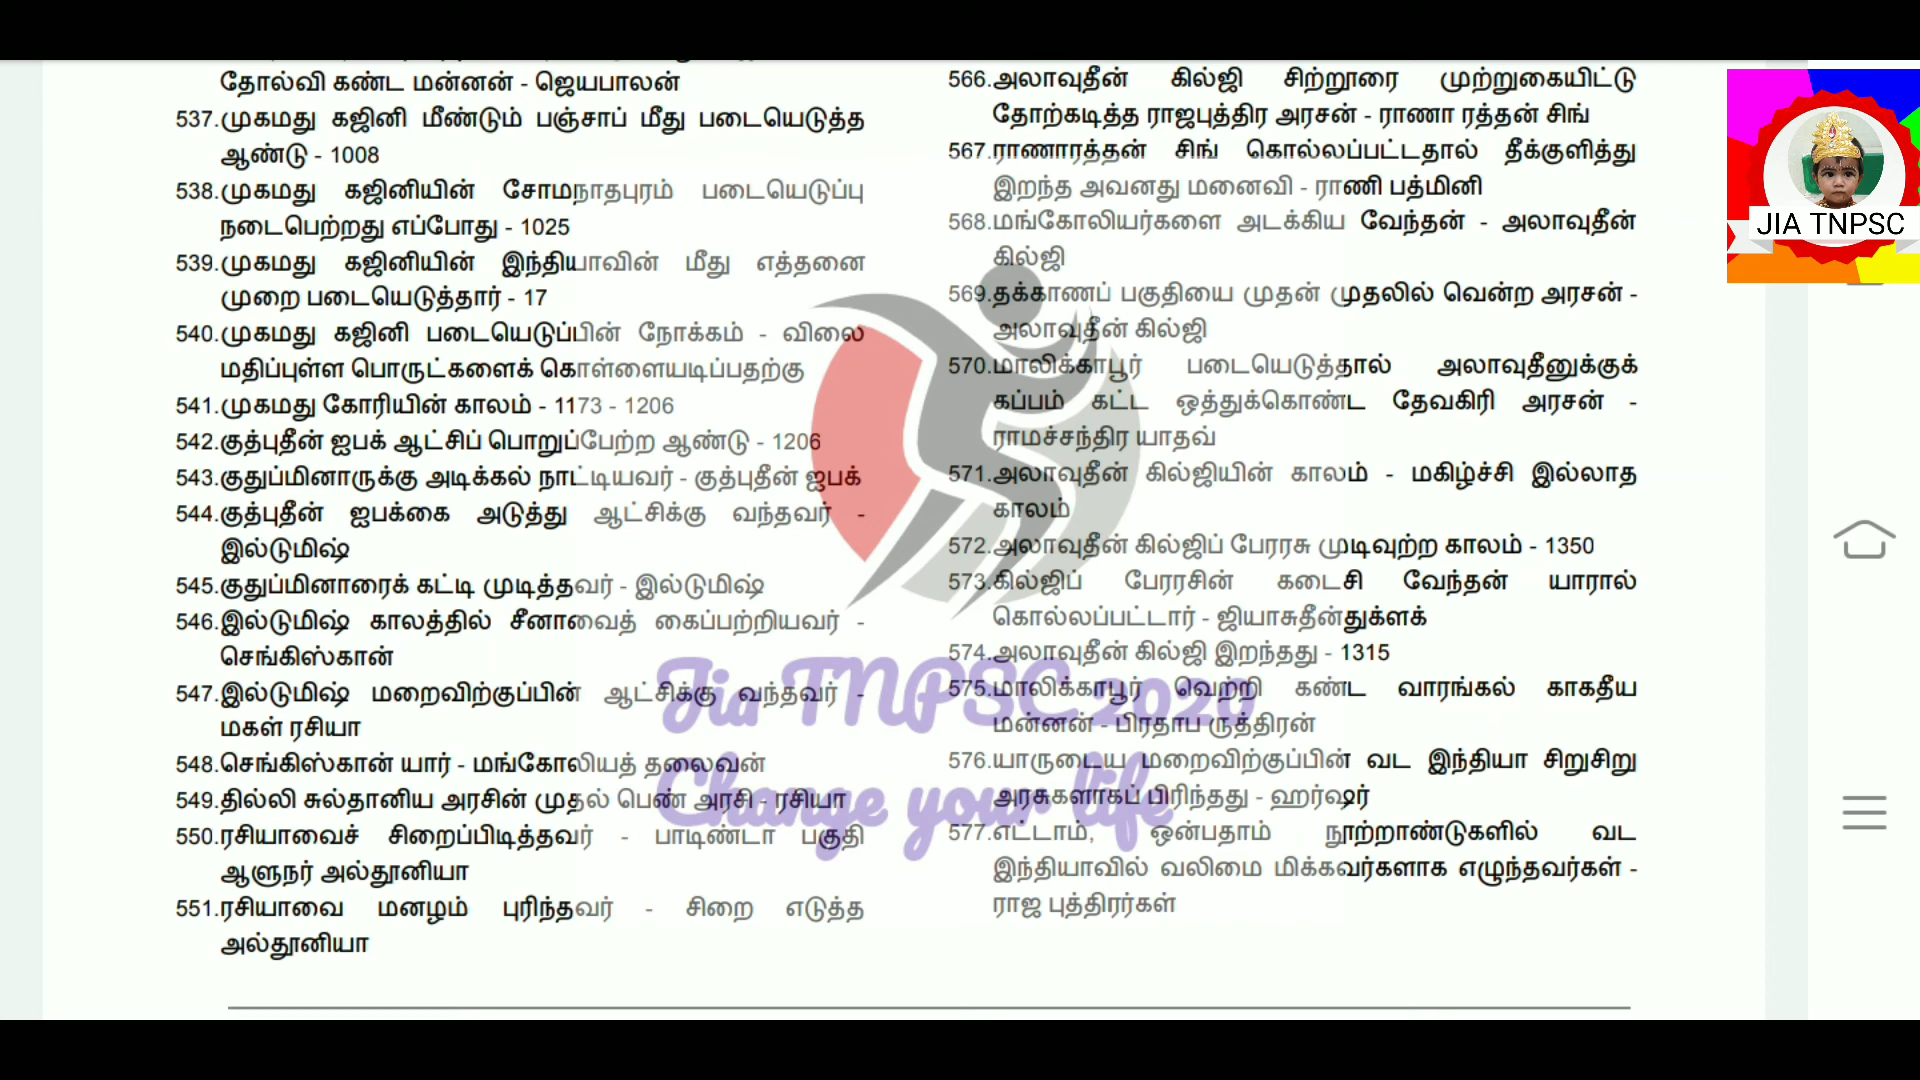 தோல்வி கண்ட மன்னன் - ஜெயபாலன்
537.முகமது கஜினி மீண்டும் பஞ்சாப் மீது படையெடுத்த
ஆண்டு - 1008
538.முகமது கஜினியின் சோமநாதபுரம் படையெடுப்பு
நடைபெற்றது எப்போது - 1025
539.முகமது கஜினியின் இந்தியாவின் மீது எத்தனை
முறை படையெடுத்தார் - 17
540.முகமது கஜினி படையெடுப்பின் நோக்கம் - விலை
மதிப்புள்ள பொருட்களைக் கொள்ளையடிப்பதற்கு
541.முகமது கோரியின் காலம் - 1173 - 1206
542.குத்புதீன் ஐபக் ஆட்சிப் பொறுப்பேற்ற ஆண்டு - 1206
543.குதுப்மினாருக்கு அடிக்கல் நாட்டியவர் - குத்புதீன் ஐபக்
544.குத்புதீன் ஐபக்கை அடுத்து ஆட்சிக்கு வந்தவர் -
இல்டுமிஷ்
545.குதுப்மினாரைக் கட்டி முடித்தவர் - இல்டுமிஷ்
546.இல்டுமிஷ் காலத்தில் சீனாவைத் கைப்பற்றியவர் -
செங்கிஸ்கான்
547.இல்டுமிஷ் மறைவிற்குப்பின் ஆட்சிக்கு வந்தவர் -
மகள் ரசியா
548.செங்கிஸ்கான் யார் - மங்கோலியத் தலைவன்
549.தில்லி சுல்தானிய அரசின் முதல் பெண் அரசி - ரசியா
550.ரசியாவைச் சிறைப்பிடித்தவர் - பாடிண்டா பகுதி
ஆளுநர் அல்தூனியா
551.ரசியாவை மனழம் புரிந்தவர் - சிறை எடுத்த
அல்தூனியா
566.அலாவுதீன் கில்ஜி சிற்றூரை முற்றுகையிட்டு
தோற்கடித்த ராஜபுத்திர அரசன் - ராணா ரத்தன் சிங்
567.ராணாரத்தன் சிங் கொல்லப்பட்டதால் தீக்குளித்து
இறந்த அவனது மனைவி - ராணி பத்மினி
568.மங்கோலியர்களை அடக்கிய வேந்தன் - அலாவுதீன்
கில்ஜி
569.தக்காணப் பகுதியை முதன் முதலில் வென்ற அரசன் -
அலாவுதீன் கில்ஜி
570.மாலிக்காபூர் படையெடுத்தால் அலாவுதீனுக்குக்
கப்பம் கட்ட ஒத்துக்கொண்ட தேவகிரி அரசன் -
ராமச்சந்திர யாதவ்
571.அலாவுதீன் கில்ஜியின் காலம் - மகிழ்ச்சி இல்லாத
காலம்
572.அலாவுதீன் கில்ஜிப் பேரரசு முடிவுற்ற காலம் - 1350
573.கில்ஜிப் பேரரசின் கடைசி வேந்தன் யாரால்
கொல்லப்பட்டார் - ஜியாசுதீன்துக்ளக்
574.அலாவுதீன் கில்ஜி இறந்தது - 1315
575.மாலிக்காபூர் வெற்றி கண்ட வாரங்கல் காகதீய
மன்னன் - பிரதாப ருத்திரன்
576.யாருடைய மறைவிற்குப்பின் வட இந்தியா சிறுசிறு
அரசுகளாகப் பிரிந்தது - ஹர்ஷர்
577.எட்டாம், ஒன்பதாம் நூற்றாண்டுகளில் வட
இந்தியாவில் வலிமை மிக்கவர்களாக எழுந்தவர்கள் -
ராஜ புத்திரர்கள்
Jia TNPSC 2020
Change your life
JIA TNPSC